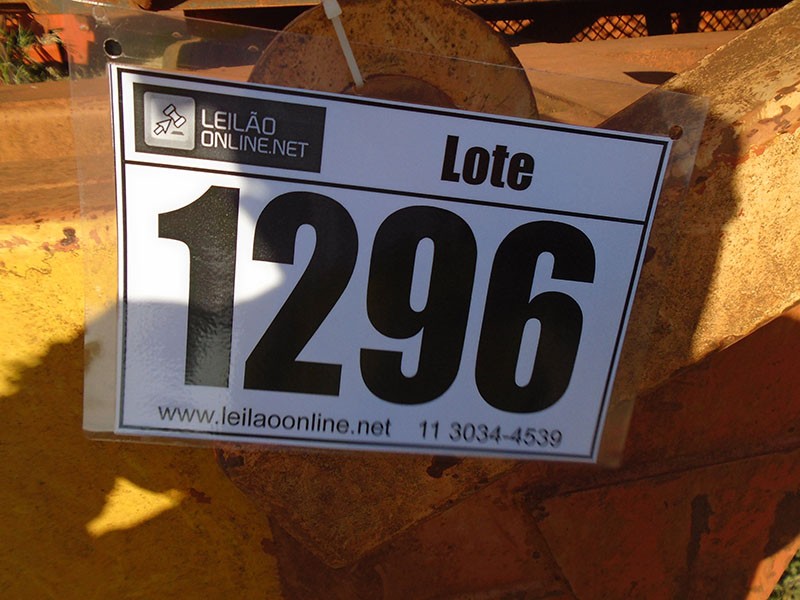 LEILÃO
ONLINE.NET
Lote
1296
www.leilaoonline.net 11 3034-4539